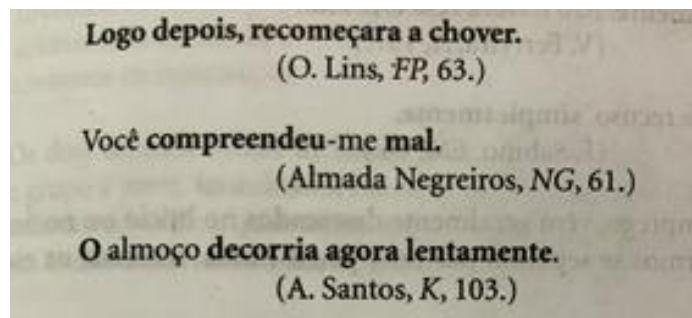 Logo depois, recomeçara a chover.
(O. Lins, FP, 63.)
Você compreendeu-me mal.
(Almada Negreiros, NG, 61.)
O almoço decorria agora lentamente.
(A. Santos, K, 103.)